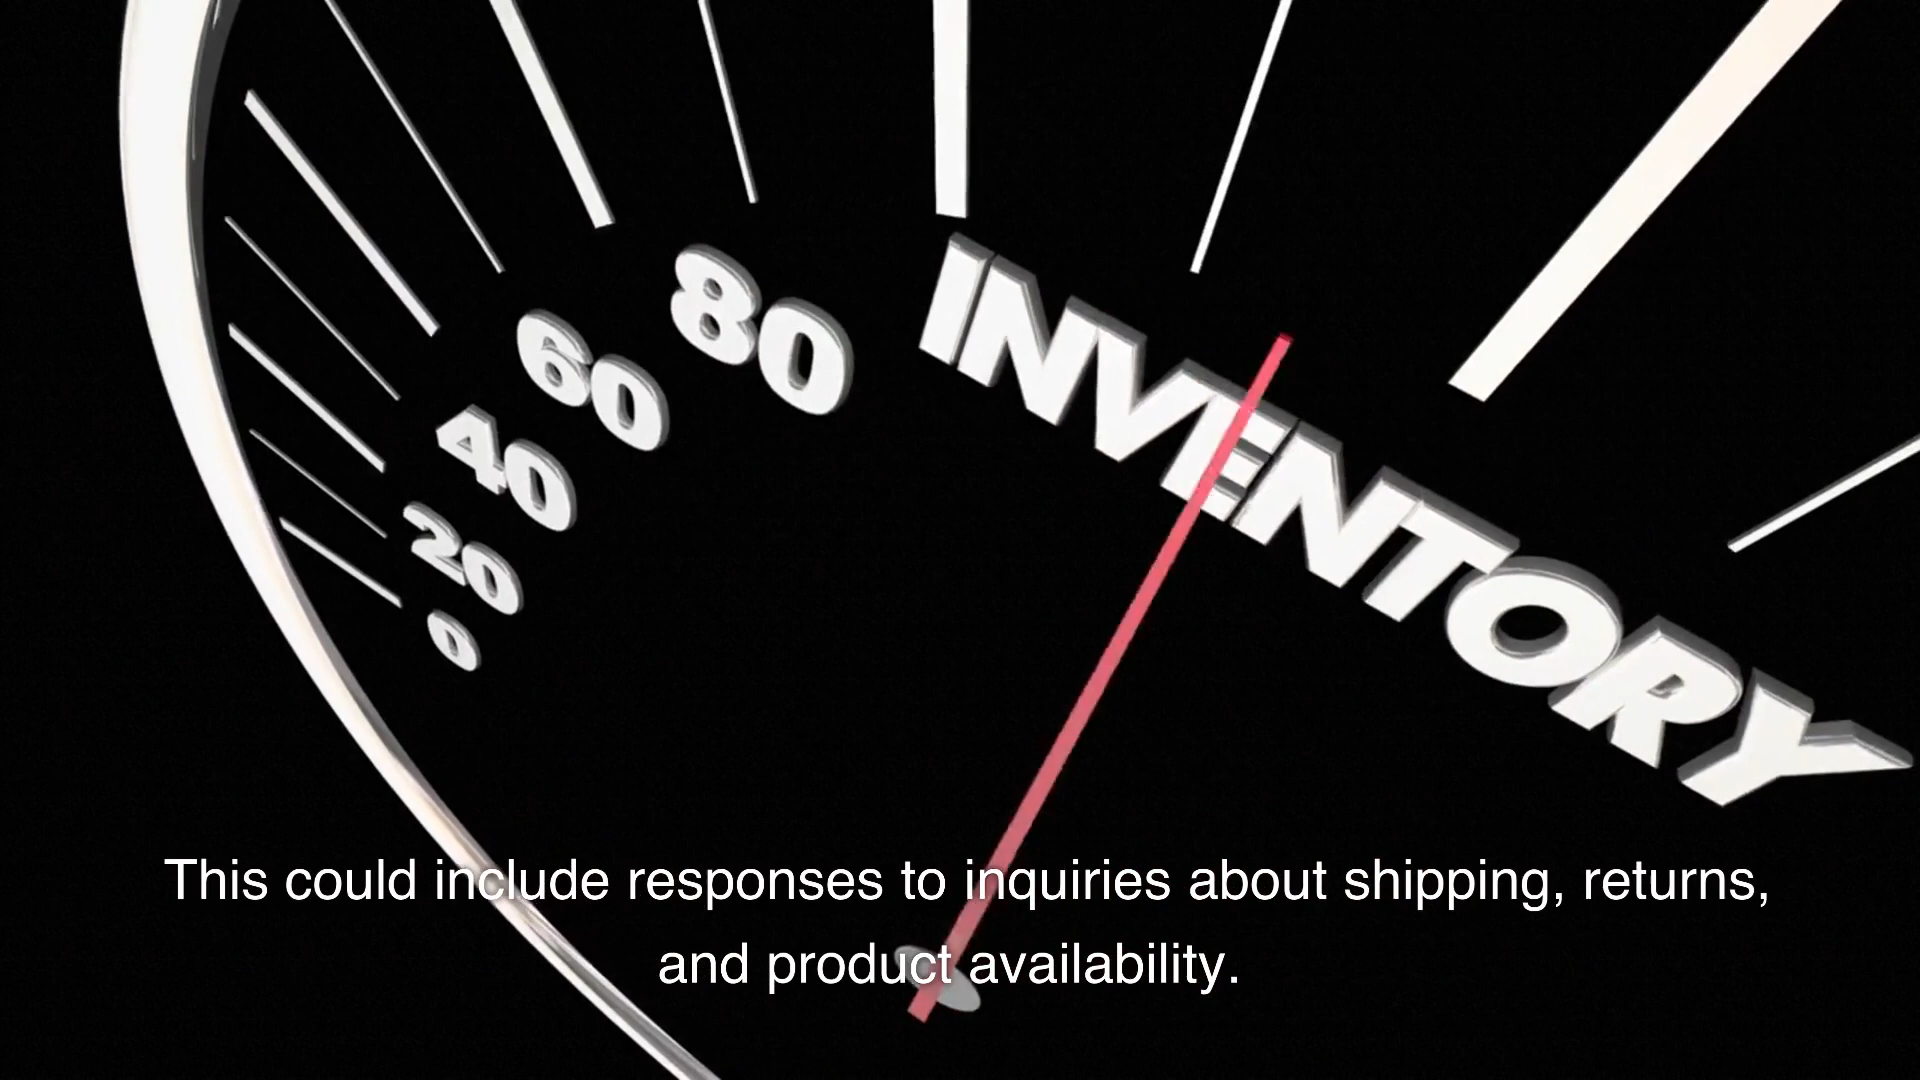 80
60
40
20
0
INVENTORY
This could include responses to inquiries about shipping, returns,
and product availability.